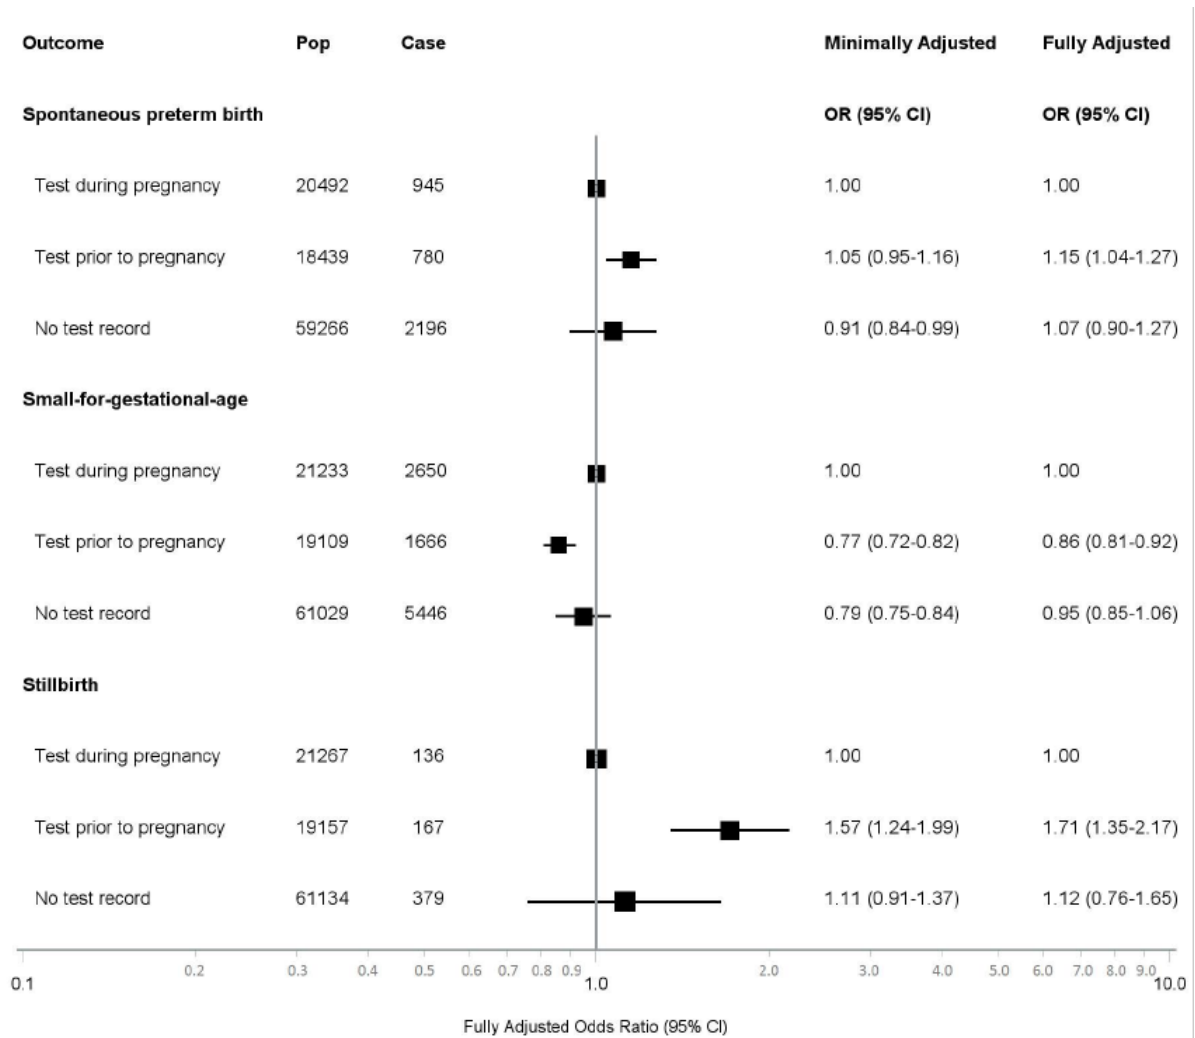 Outcome Pop Case Minimally Adjusted Fully Adjusted
Spontaneous preterm birth OR (95% CI) OR (95% CI)
Test during pregnancy 20492 945 1.00 1.00
Test prior to pregnancy 18439 780 1.05 (0.95-1.16) 1.15 (1.04-1.27)
No test record 59266 2196 0.91 (0.84-0.99) 1.07 (0.90-1.27)
Small-for-gestational-age
Test during pregnancy 21233 2650 1.00 1.00
Test prior to pregnancy 19109 1666 0.77 (0.72-0.82) 0.86 (0.81-0.92)
No test record 61029 5446 0.79 (0.75-0.84) 0.95 (0.85-1.06)
Stillbirth
Test during pregnancy 21267 136 1.00 1.00
Test prior to pregnancy 19157 167 1.57 (1.24-1.99) 1.71 (1.35-2.17)
No test record 61134 379 1.11 (0.91-1.37) 1.12 (0.76-1.65)
0.2 0.3 0.4 0.5 0.6 0.7 0.8 0.9 2.0 3.0 4.0 5.0 6.0 7.0 8.0 9.0
0.1 1.0 10.0
Fully Adjusted Odds Ratio (95% CI)